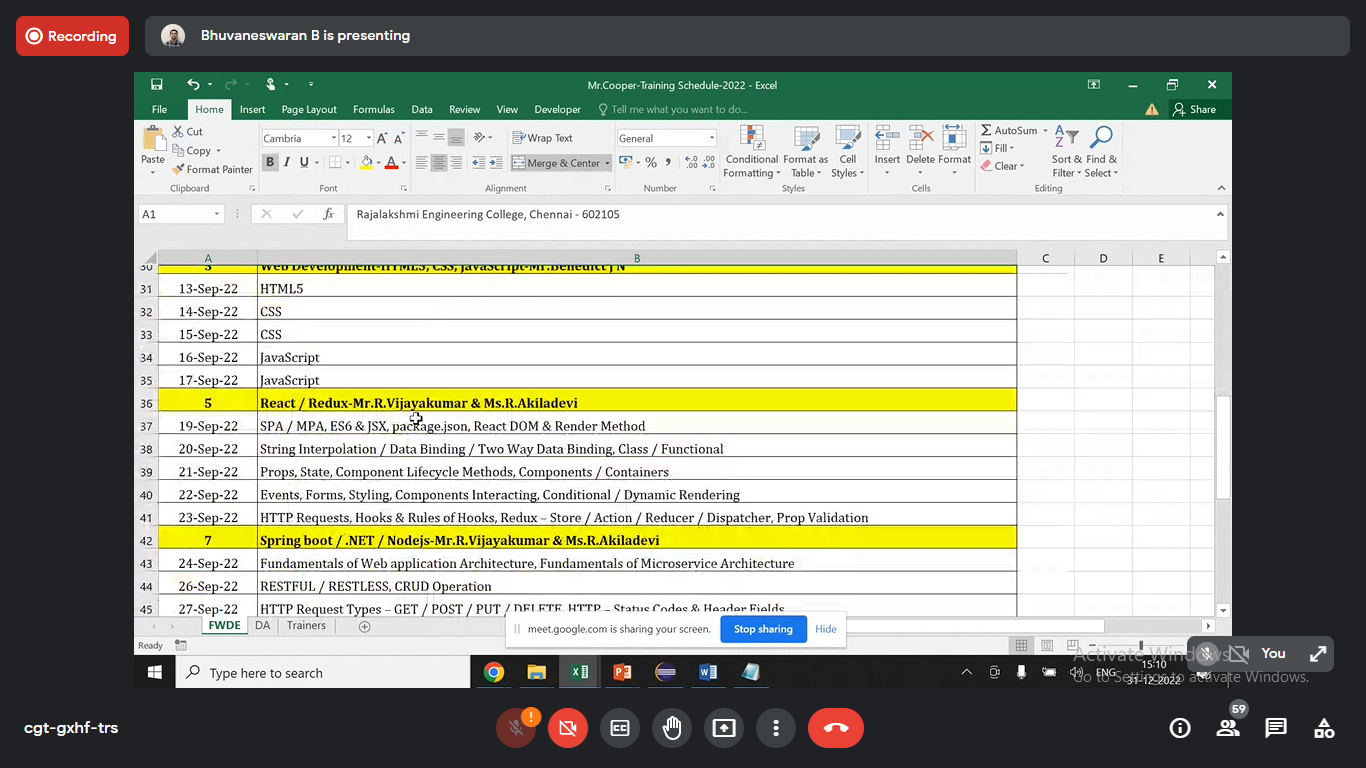 Recording
Bhuvaneswaran B is presenting
Mr.Cooper-Training Schedule-2022 - Excel
File Home Insert Page Layout Formulas Data Review View Developer Tell me what you want to do... Share
Paste Cut Copy Format Painter Clipboard
Cambria 12 B I U Font
Wrap Text Merge & Center Alignment
General % Number
Conditional Formatting Format as Table Cell Styles Styles
Insert Delete Format Cells
AutoSum Fill Clear Sort & Filter Find & Select Editing
A1 fx Rajalakshmi Engineering College, Chennai - 602105
A B C D E
30 3 Web Development-HTML5, CSS, JavaScript-Mr.Benedict J N
31 13-Sep-22 HTML5
32 14-Sep-22 CSS
33 15-Sep-22 CSS
34 16-Sep-22 JavaScript
35 17-Sep-22 JavaScript
36 5 React / Redux-Mr.R.Vijayakumar & Ms.R.Akiladevi
37 19-Sep-22 SPA / MPA, ES6 & JSX, package.json, React DOM & Render Method
38 20-Sep-22 String Interpolation / Data Binding / Two Way Data Binding, Class / Functional
39 21-Sep-22 Props, State, Component Lifecycle Methods, Components / Containers
40 22-Sep-22 Events, Forms, Styling, Components Interacting, Conditional / Dynamic Rendering
41 23-Sep-22 HTTP Requests, Hooks & Rules of Hooks, Redux – Store / Action / Reducer / Dispatcher, Prop Validation
42 7 Spring boot / .NET / Nodejs-Mr.R.Vijayakumar & Ms.R.Akiladevi
43 24-Sep-22 Fundamentals of Web application Architecture, Fundamentals of Microservice Architecture
44 26-Sep-22 RESTFUL / RESTLESS, CRUD Operation
45 27-Sep-22 HTTP Request Types – GET / POST / PUT / DELETE, HTTP – Status Codes & Header Fields
FWDE DA Trainers
meet.google.com is sharing your screen. Stop sharing Hide
Ready
Activate Windows
Go to Settings to activate Windows.
You
Type here to search
ENG 15:10
31-12-2022
cgt-gxhf-trs
59